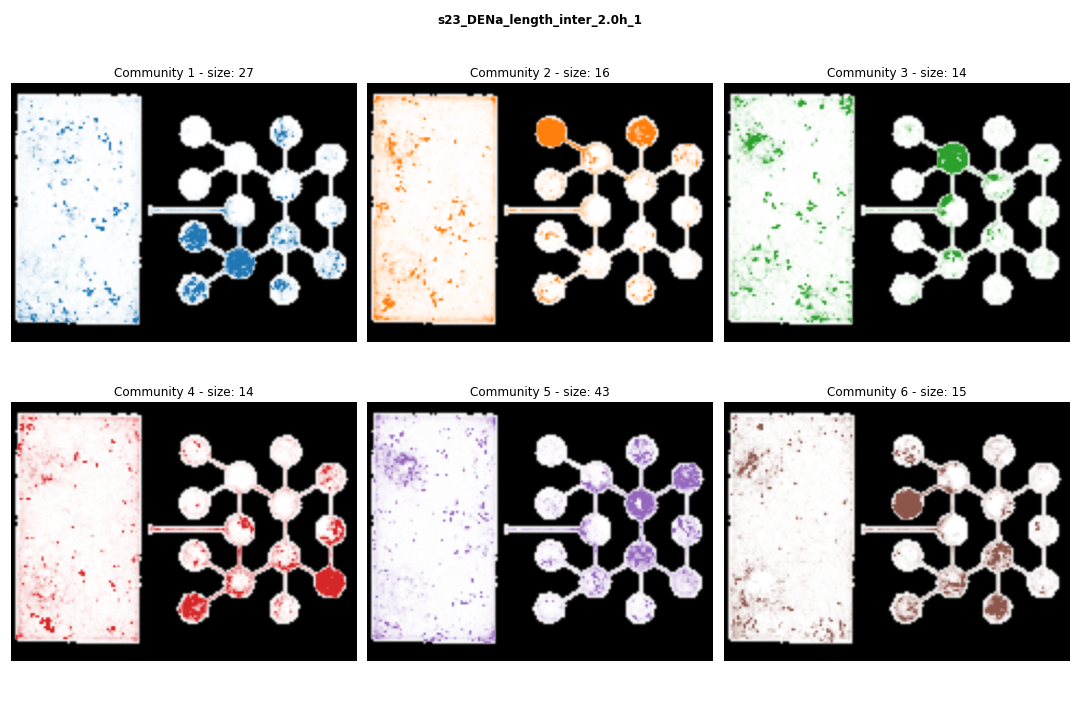 s23_DENa_length_inter_2.0h_1
Community 1 - size: 27
Community 2 - size: 16
Community 3 - size: 14
Community 4 - size: 14
Community 5 - size: 43
Community 6 - size: 15